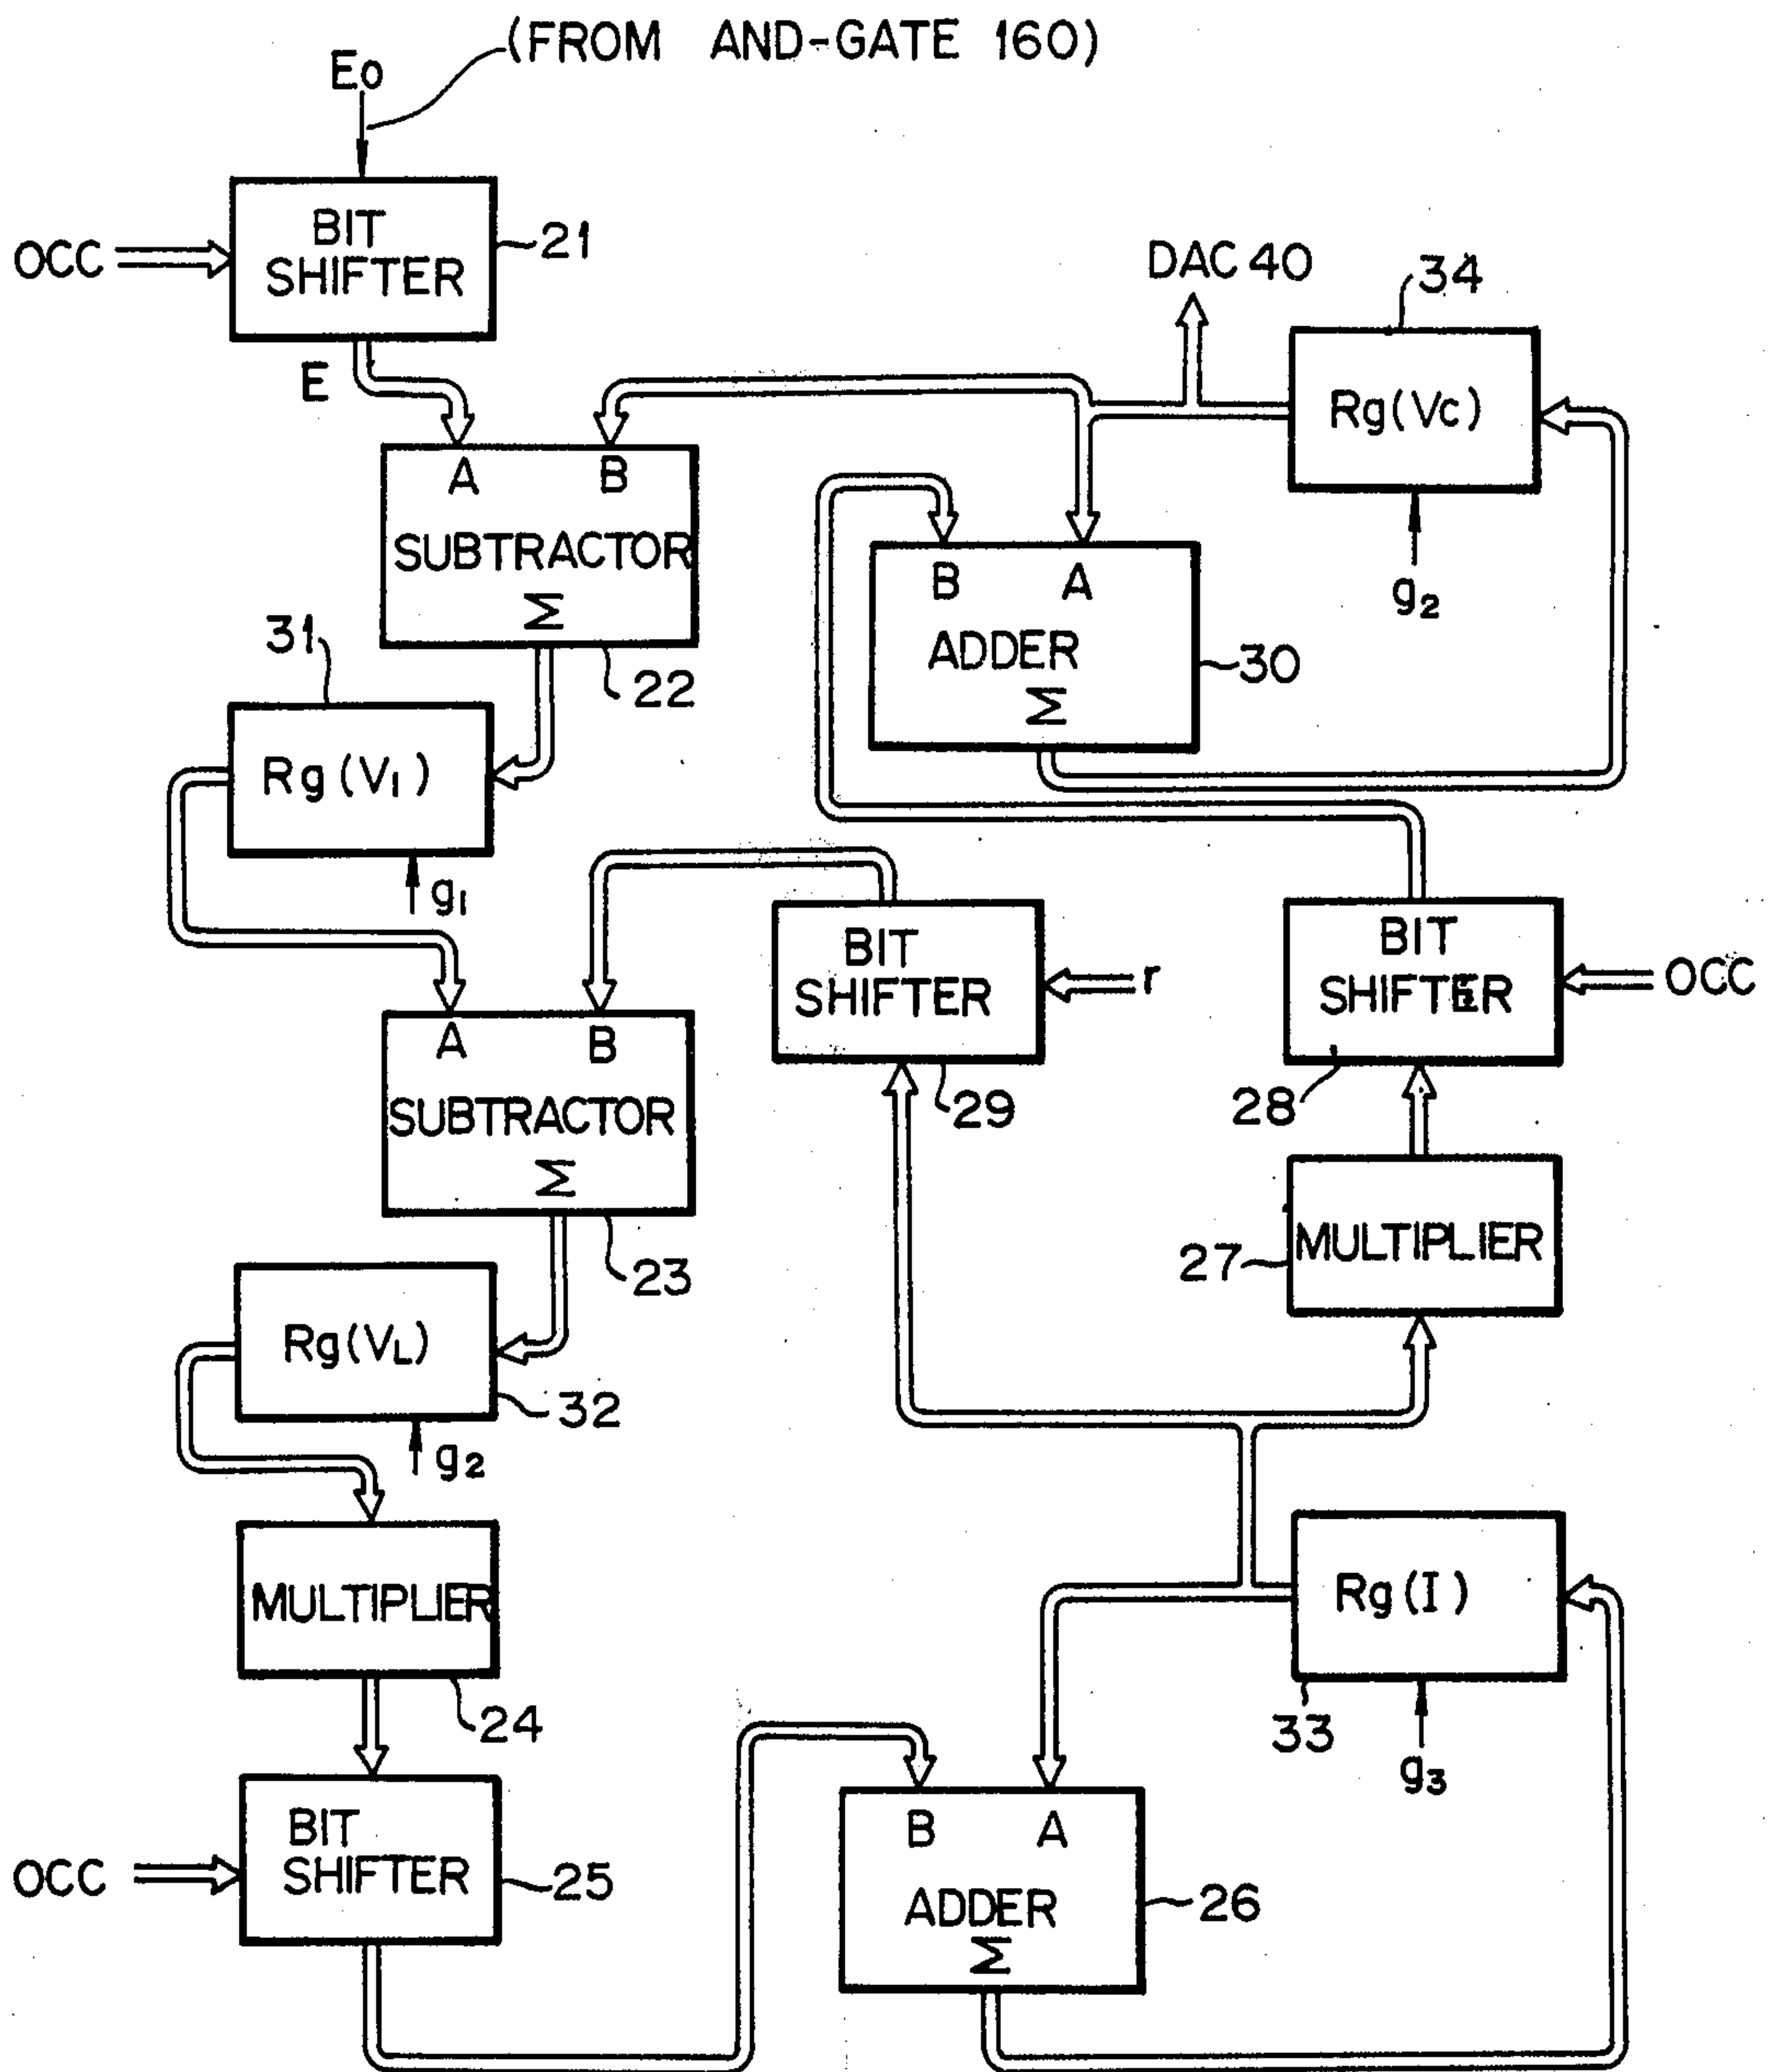 (FROM AND-GATE 160)
Eo
BIT
SHIFTER
21
OCC
E
DAC 40
34
Rg(Vc)
g2
A B
SUBTRACTOR
Σ
22
B A
ADDER
Σ
30
31
Rg(V1)
g1
BIT
SHIFTER
29
r
BIT
SHIFTER
28
OCC
A B
SUBTRACTOR
Σ
23
27
MULTIPLIER
Rg(VL)
32
g2
MULTIPLIER
24
Rg(I)
33
g3
OCC
BIT
SHIFTER
25
B A
ADDER
Σ
26